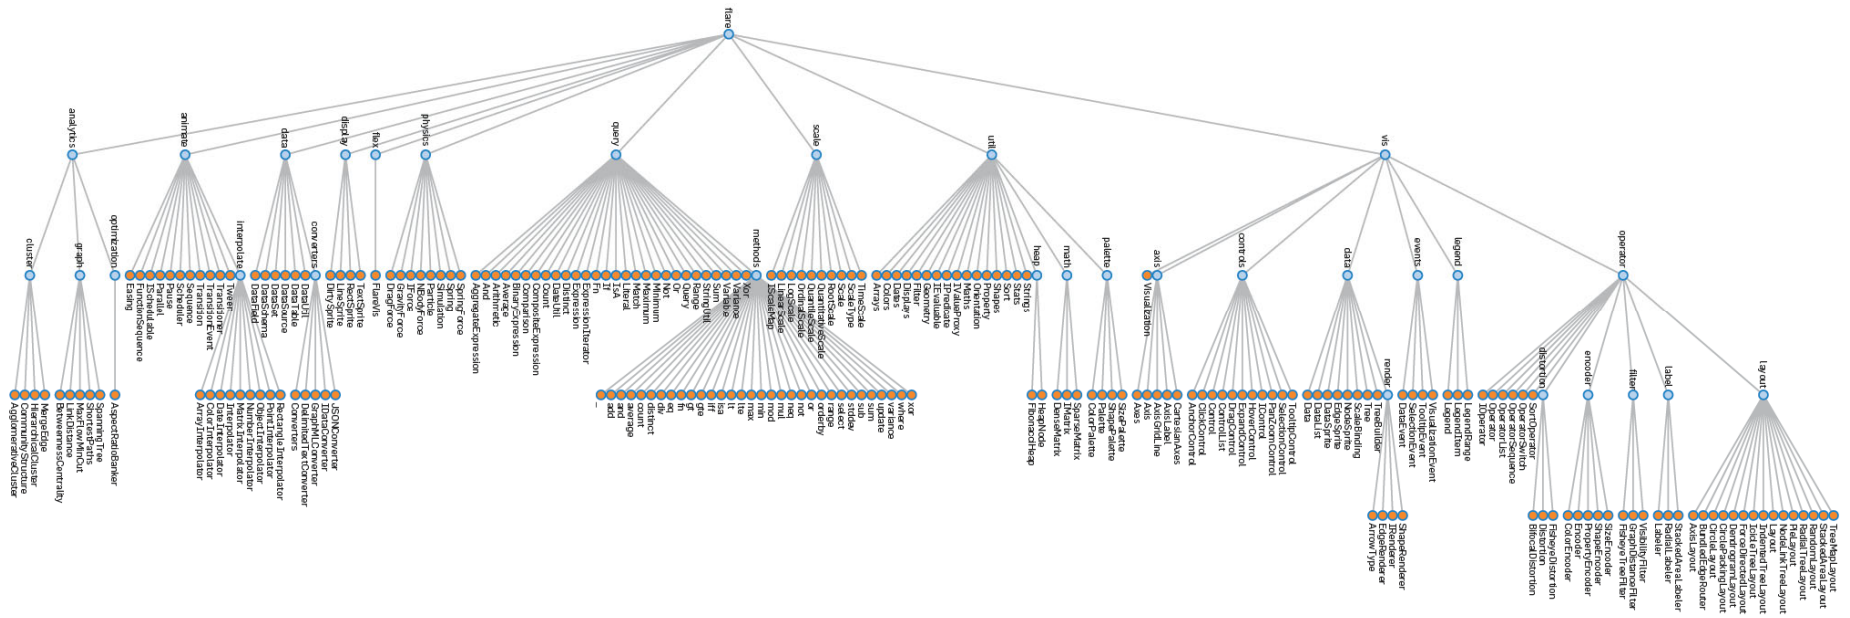 flare
analytics
animate
data
display
flex
physics
query
scale
util
vis
cluster
graph
optimization
interpolate
converters
methods
heap
math
palette
axis
controls
data
events
legend
operator
Easing
FunctionSequence
ISchedulable
Parallel
Pause
Scheduler
Sequence
Transition
TransitionEvent
Transitioner
Tween
DataField
DataSchema
DataSet
DataSource
DataTable
DataUtil
DirtySprite
LineSprite
RectSprite
TextSprite
FlareVis
DragForce
GravityForce
IForce
NBodyForce
Particle
Simulation
Spring
SpringForce
AggregateExpression
And
Arithmetic
Average
BinaryExpression
Comparison
CompositeExpression
Count
DateUtil
Distinct
Expression
ExpressionIterator
Fn
If
IsA
Literal
Match
Maximum
Minimum
Not
Or
Query
Range
StringUtil
Sum
Variable
Variance
Xor
IScaleMap
LinearScale
LogScale
OrdinalScale
QuantileScale
QuantitativeScale
RootScale
Scale
ScaleType
TimeScale
Arrays
Colors
Dates
Displays
Filter
Geometry
IEvaluable
IPredicate
IValueProxy
Maths
Orientation
Property
Shapes
Sort
Stats
Strings
Visualization
AgglomerativeCluster
CommunityStructure
HierarchicalCluster
MergeEdge
BetweennessCentrality
LinkDistance
MaxFlowMinCut
ShortestPaths
SpanningTree
AspectRatioBanker
ArrayInterpolator
ColorInterpolator
DateInterpolator
Interpolator
MatrixInterpolator
NumberInterpolator
ObjectInterpolator
PointInterpolator
RectangleInterpolator
Converters
DelimitedTextConverter
GraphMLConverter
IDataConverter
JSONConverter
_
add
and
average
count
distinct
div
eq
fn
gt
gte
iff
isa
lt
lte
max
min
mod
mul
neq
not
or
orderby
range
select
stddev
sub
sum
update
variance
where
xor
FibonacciHeap
HeapNode
DenseMatrix
IMatrix
SparseMatrix
ColorPalette
Palette
ShapePalette
SizePalette
Axes
Axis
AxisGridLine
AxisLabel
CartesianAxes
AnchorControl
ClickControl
Control
ControlList
DragControl
ExpandControl
HoverControl
IControl
PanZoomControl
SelectionControl
TooltipControl
Data
DataList
DataSprite
EdgeSprite
NodeSprite
ScaleBinding
Tree
TreeBuilder
render
DataEvent
SelectionEvent
TooltipEvent
VisualizationEvent
Legend
LegendItem
LegendRange
IOperator
Operator
OperatorList
OperatorSequence
OperatorSwitch
SortOperator
distortion
encoder
filter
label
layout
ArrowType
EdgeRenderer
IRenderer
ShapeRenderer
BifocalDistortion
Distortion
FisheyeDistortion
ColorEncoder
Encoder
PropertyEncoder
ShapeEncoder
SizeEncoder
FisheyeTreeFilter
GraphDistanceFilter
VisibilityFilter
Labeler
RadialLabeler
StackedAreaLabeler
AxisLayout
BundledEdgeRouter
CircleLayout
CirclePackingLayout
DendrogramLayout
ForceDirectedLayout
IcicleTreeLayout
IndentedTreeLayout
Layout
NodeLinkTreeLayout
PieLayout
RadialTreeLayout
RandomLayout
StackedAreaLayout
TreeMapLayout